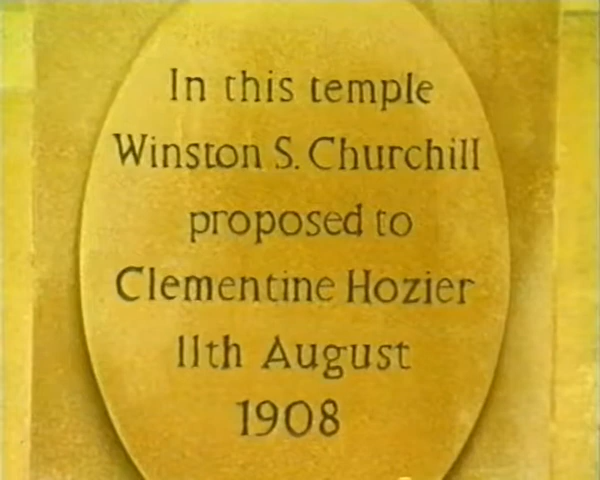 In this temple
Winston S. Churchill
proposed to
Clementine Hozier
11th August
1908